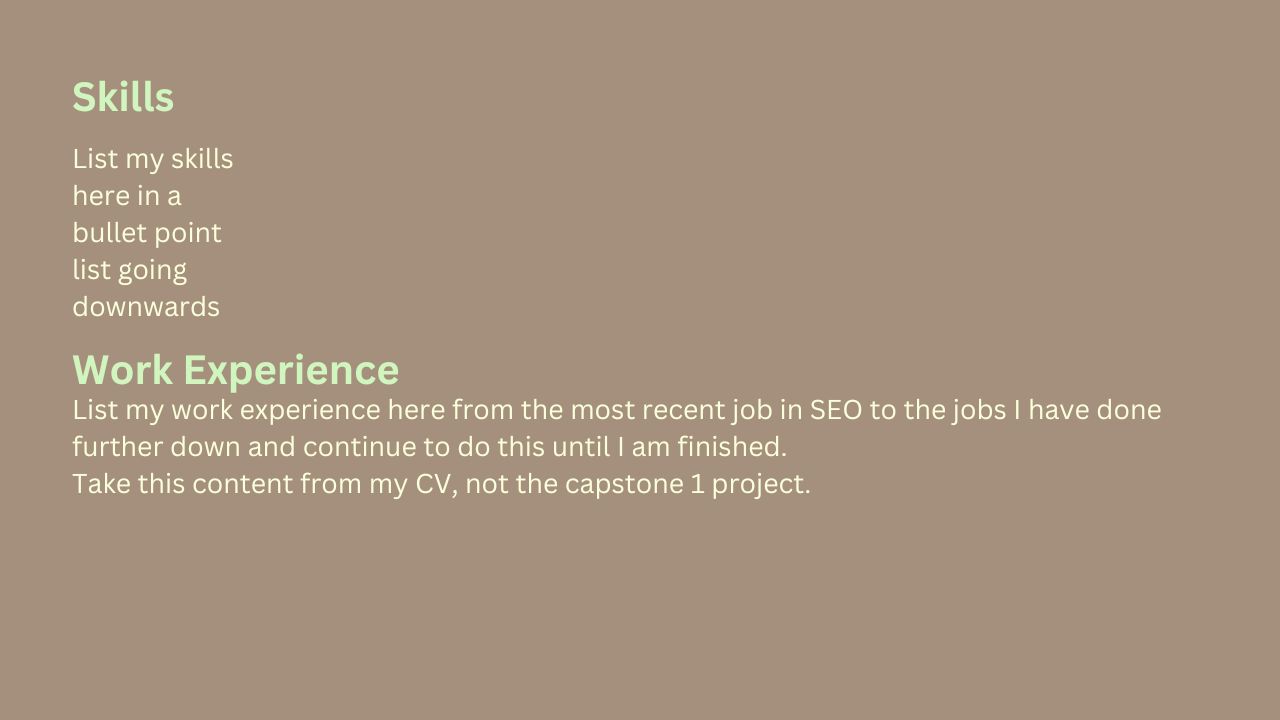 Skills
List my skills
here in a
bullet point
list going
downwards
Work Experience
List my work experience here from the most recent job in SEO to the jobs I have done
further down and continue to do this until I am finished.
Take this content from my CV, not the capstone 1 project.